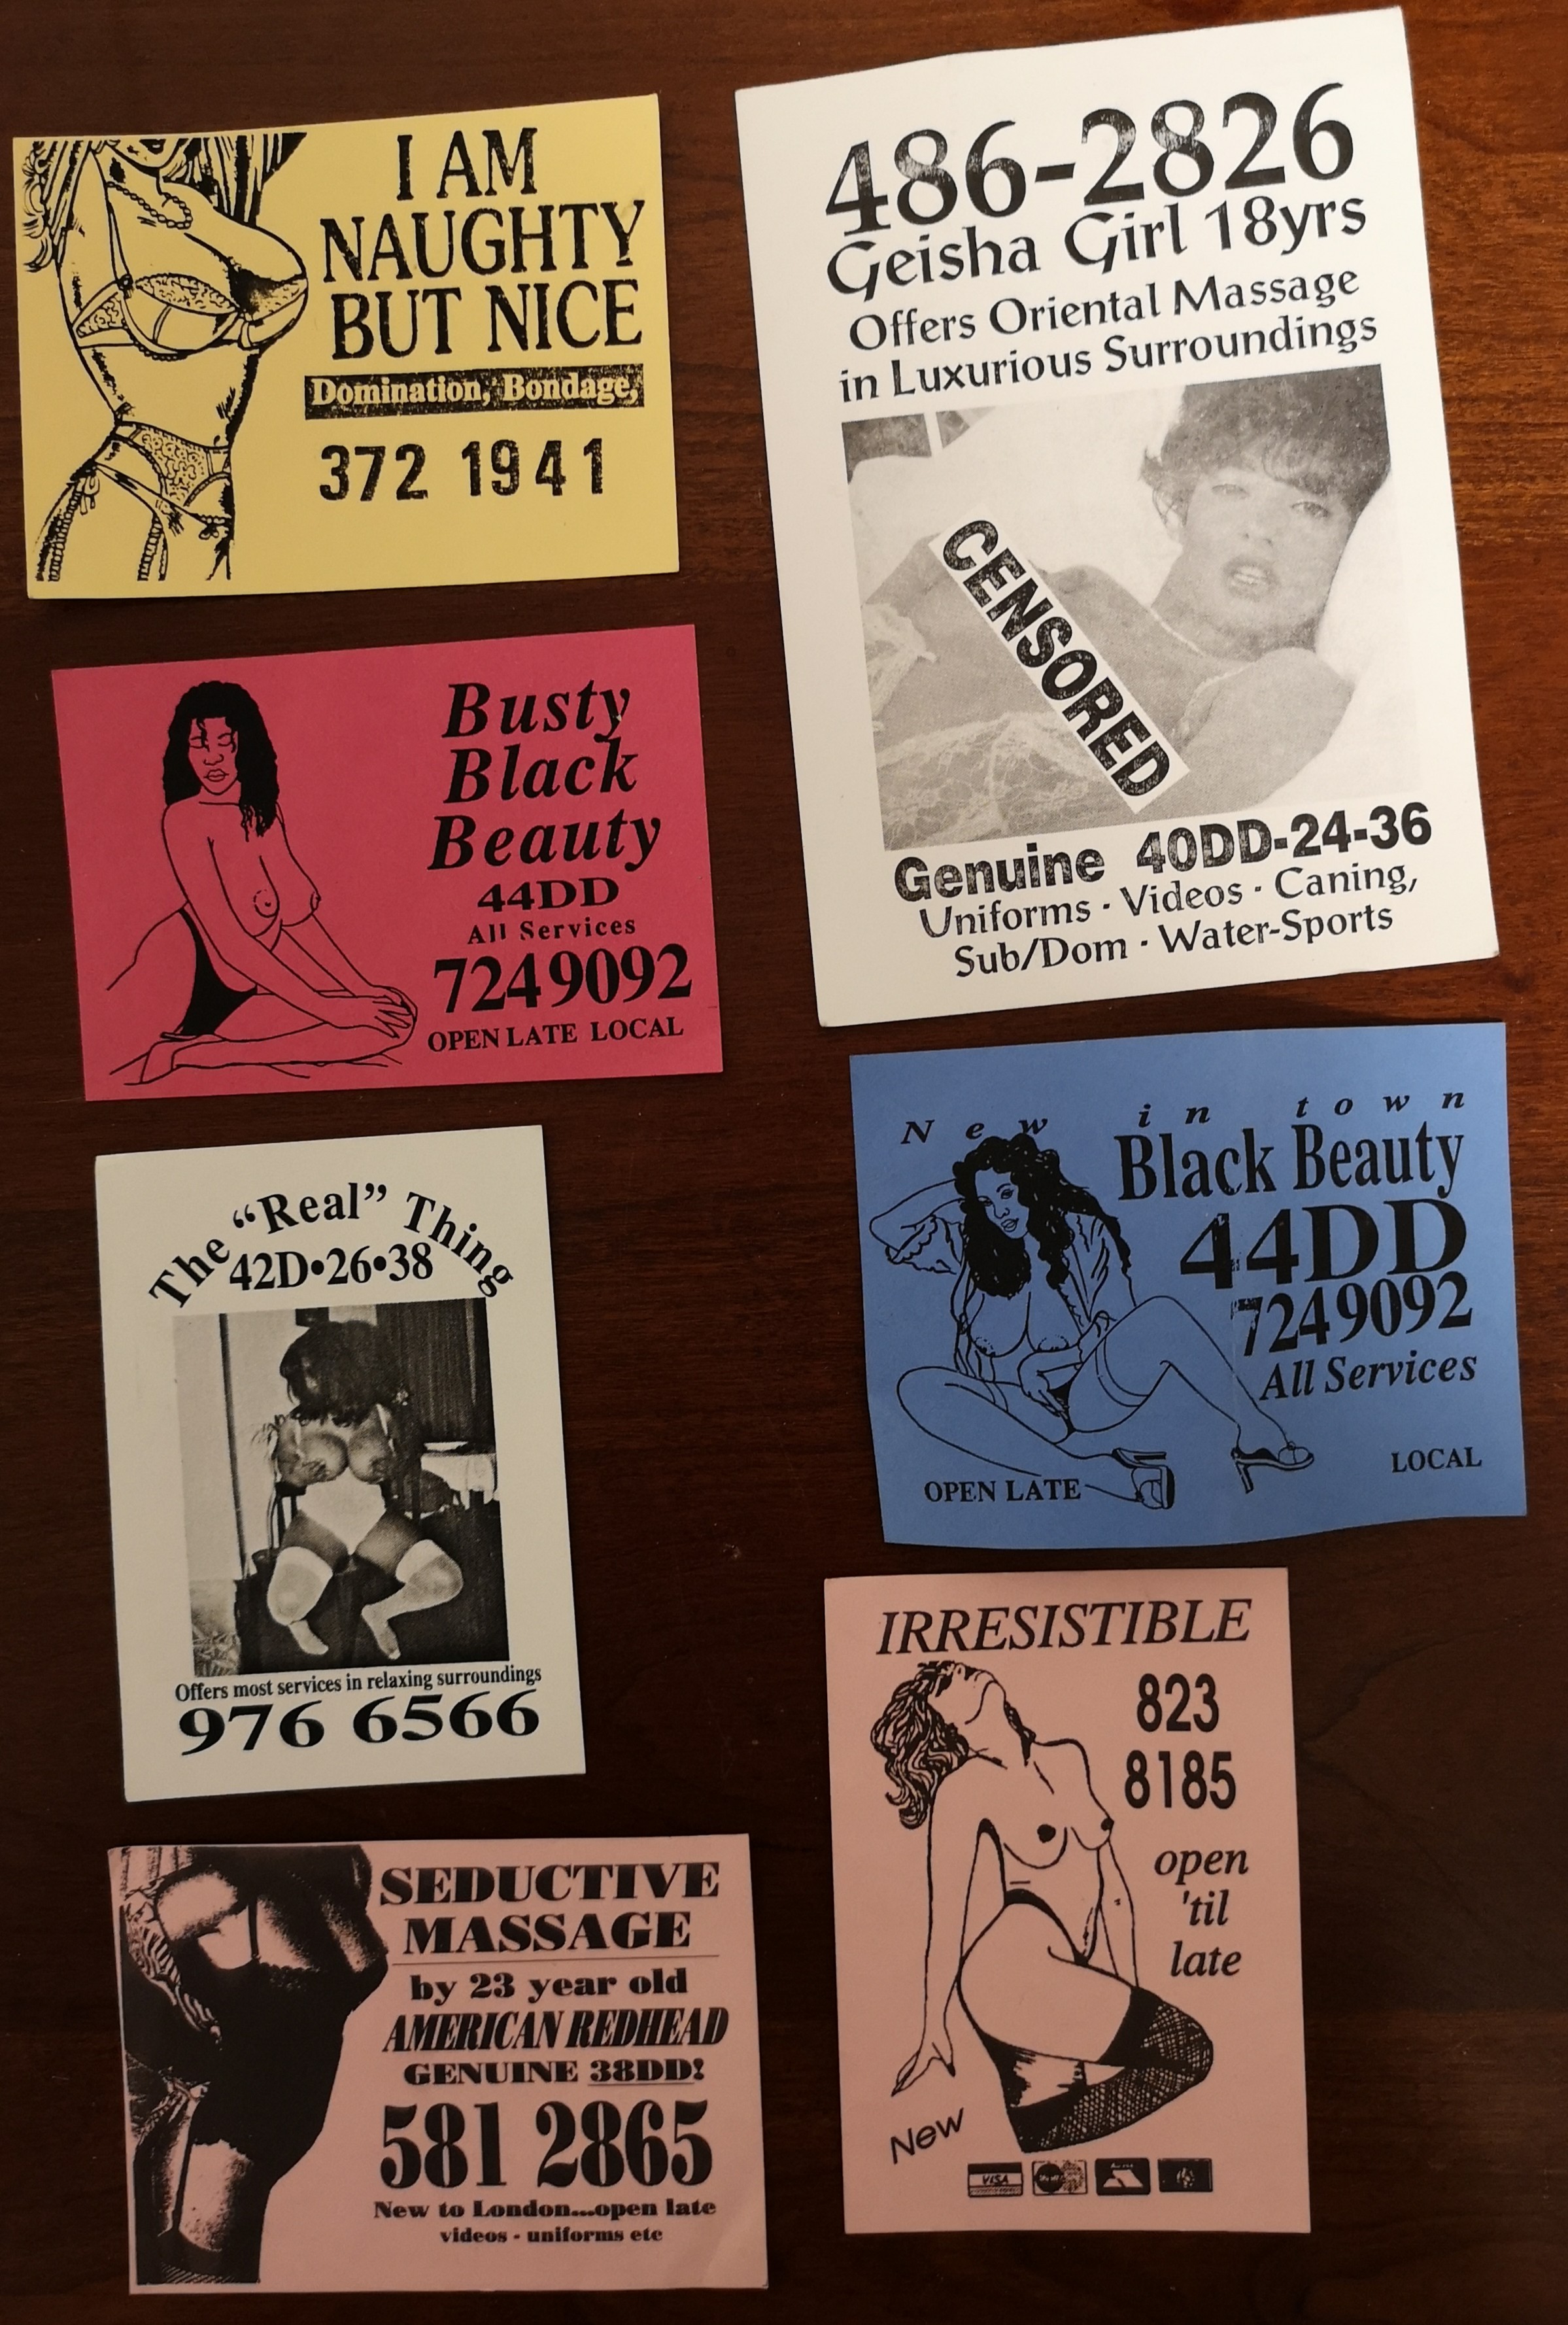 I AM
NAUGHTY
BUT NICE
Domination, Bondage,
372 1941
486-2826
Geisha Girl 18yrs
Offers Oriental Massage
in Luxurious Surroundings
CENSORED
Genuine 40DD-24-36
Uniforms · Videos · Caning,
Sub/Dom · Water-Sports
Busty
Black
Beauty
44DD
All Services
7249092
OPEN LATE LOCAL
New in town
Black Beauty
44DD
7249092
All Services
OPEN LATE
LOCAL
The “Real” Thing
42D•26•38
Offers most services in relaxing surroundings
976 6566
IRRESISTIBLE
823
8185
open
'til
late
New
VISA
SEDUCTIVE
MASSAGE
by 23 year old
AMERICAN REDHEAD
GENUINE 38DD!
581 2865
New to London...open late
videos - uniforms etc